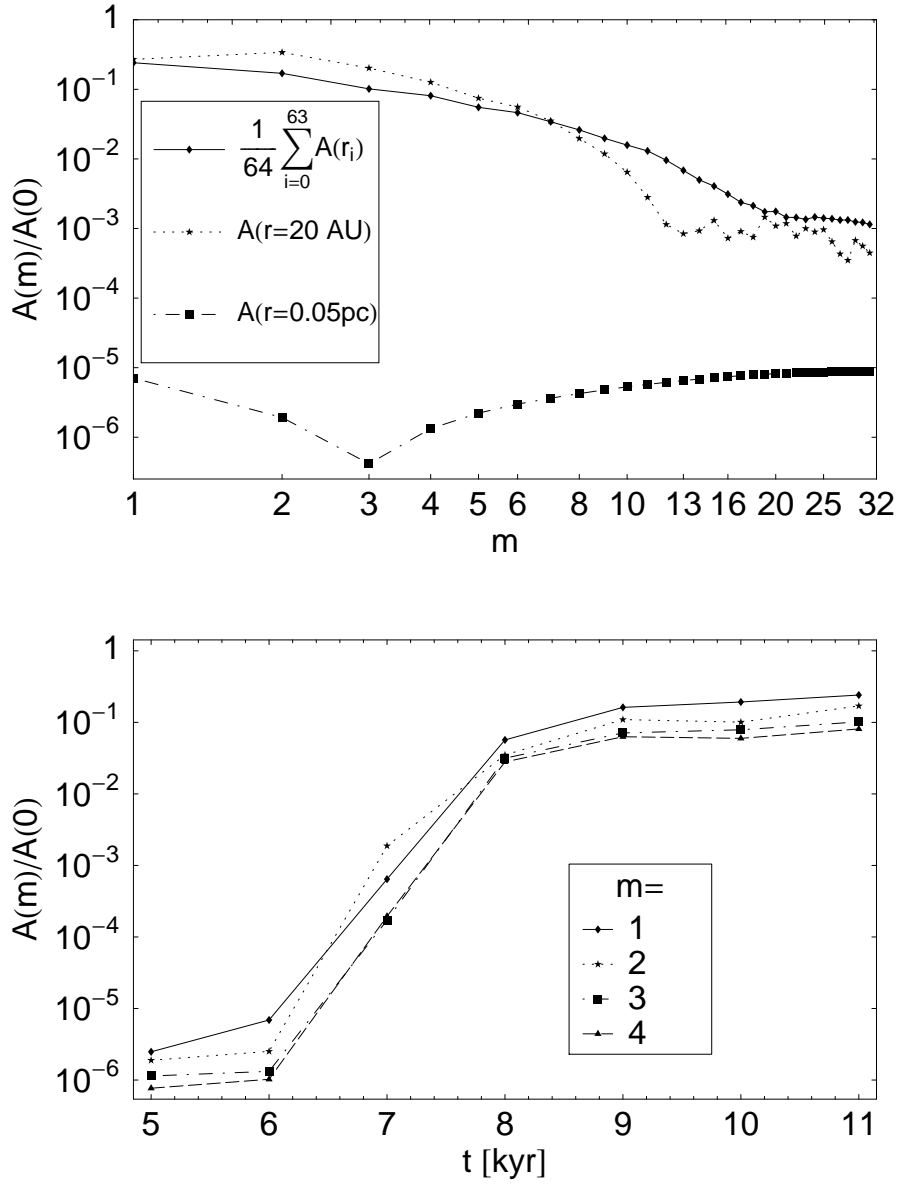 1
10⁻¹
10⁻²
10⁻³
10⁻⁴
10⁻⁵
10⁻⁶
A(m)/A(0)
1/64 ∑_{i=0}^{63} A(r_i)
A(r=20 AU)
A(r=0.05pc)
1 2 3 4 5 6 8 10 13 16 20 25 32
m
1
10⁻¹
10⁻²
10⁻³
10⁻⁴
10⁻⁵
10⁻⁶
A(m)/A(0)
m=
1
2
3
4
5 6 7 8 9 10 11
t [kyr]